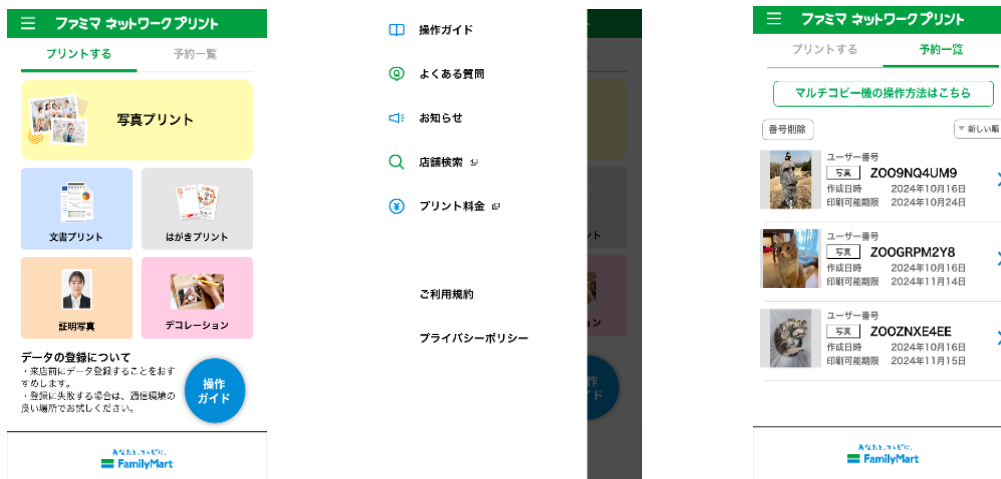 ファミマ ネットワークプリント
プリントする
予約一覧
写真プリント
文書プリント
はがきプリント
証明写真
デコレーション
データの登録について
・来店前にデータ登録することをおす
すめします。
・登録に失敗する場合は、通信環境の
良い場所でお試しください。
操作
ガイド
あなたと、コンビに、
FamilyMart
操作ガイド
よくある質問
お知らせ
店舗検索
プリント料金
ご利用規約
プライバシーポリシー
ファミマ ネットワークプリント
プリントする
予約一覧
マルチコピー機の操作方法はこちら
番号削除
新しい順
ユーザー番号
写真 ZOO9NQ4UM9
作成日時 2024年10月16日
印刷可能期限 2024年10月24日
ユーザー番号
写真 ZOOGRPM2Y8
作成日時 2024年10月16日
印刷可能期限 2024年11月14日
ユーザー番号
写真 ZOOZNXE4EE
作成日時 2024年10月16日
印刷可能期限 2024年11月15日
あなたと、コンビに、
FamilyMart